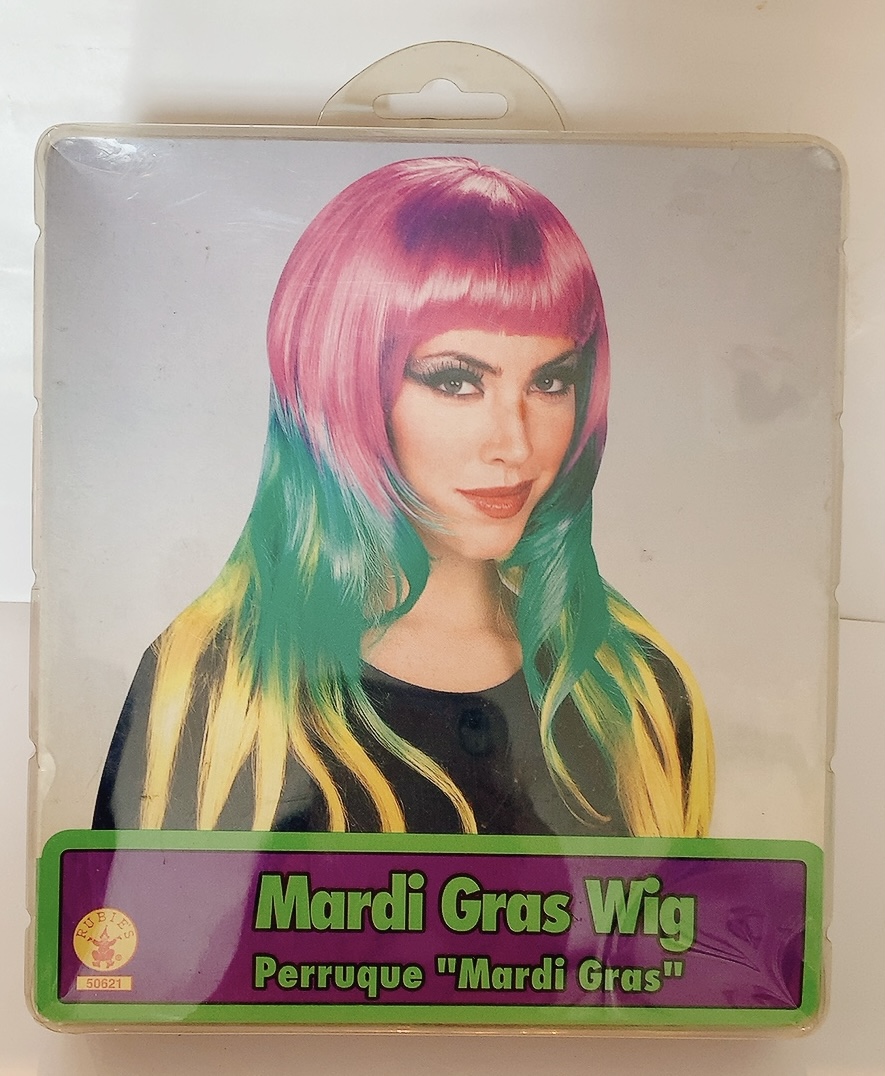 Mardi Gras Wig
Perruque "Mardi Gras"
RUBIE'S
®
50621